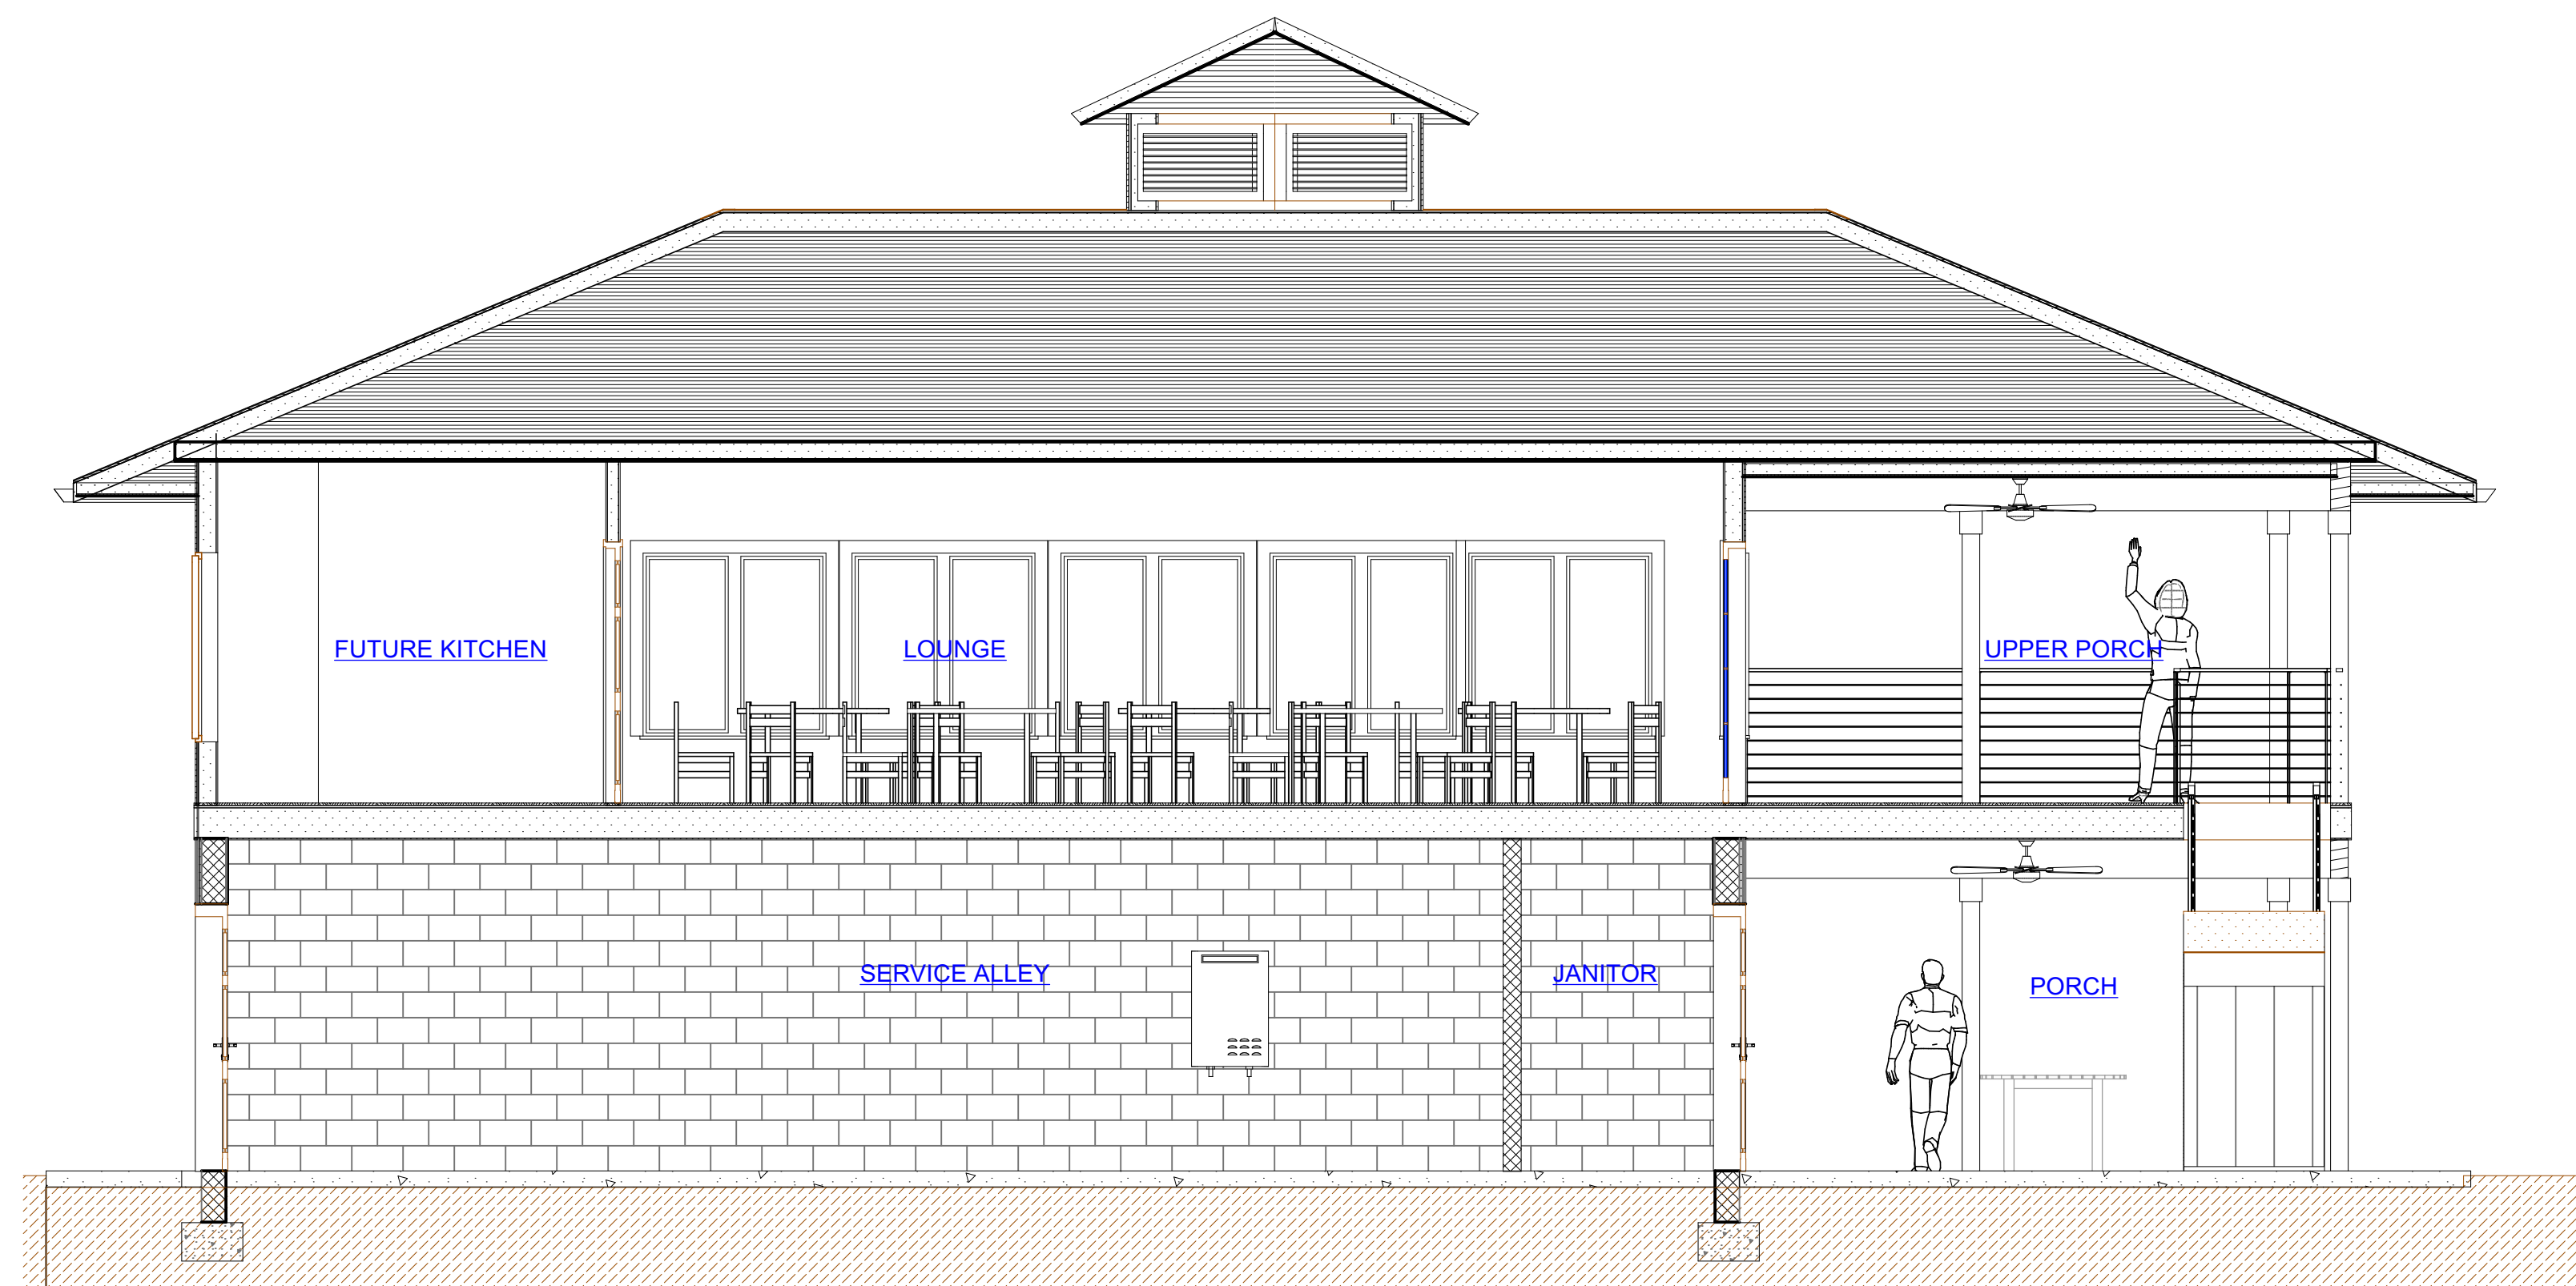 FUTURE KITCHEN
LOUNGE
UPPER PORCH
SERVICE ALLEY
JANITOR
PORCH